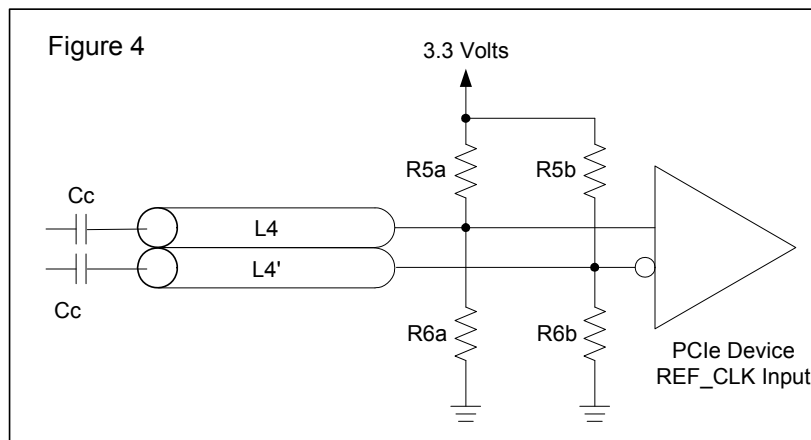 Figure 4
3.3 Volts
R5a
R5b
Cc
L4
L4'
Cc
R6a
R6b
PCIe Device
REF_CLK Input